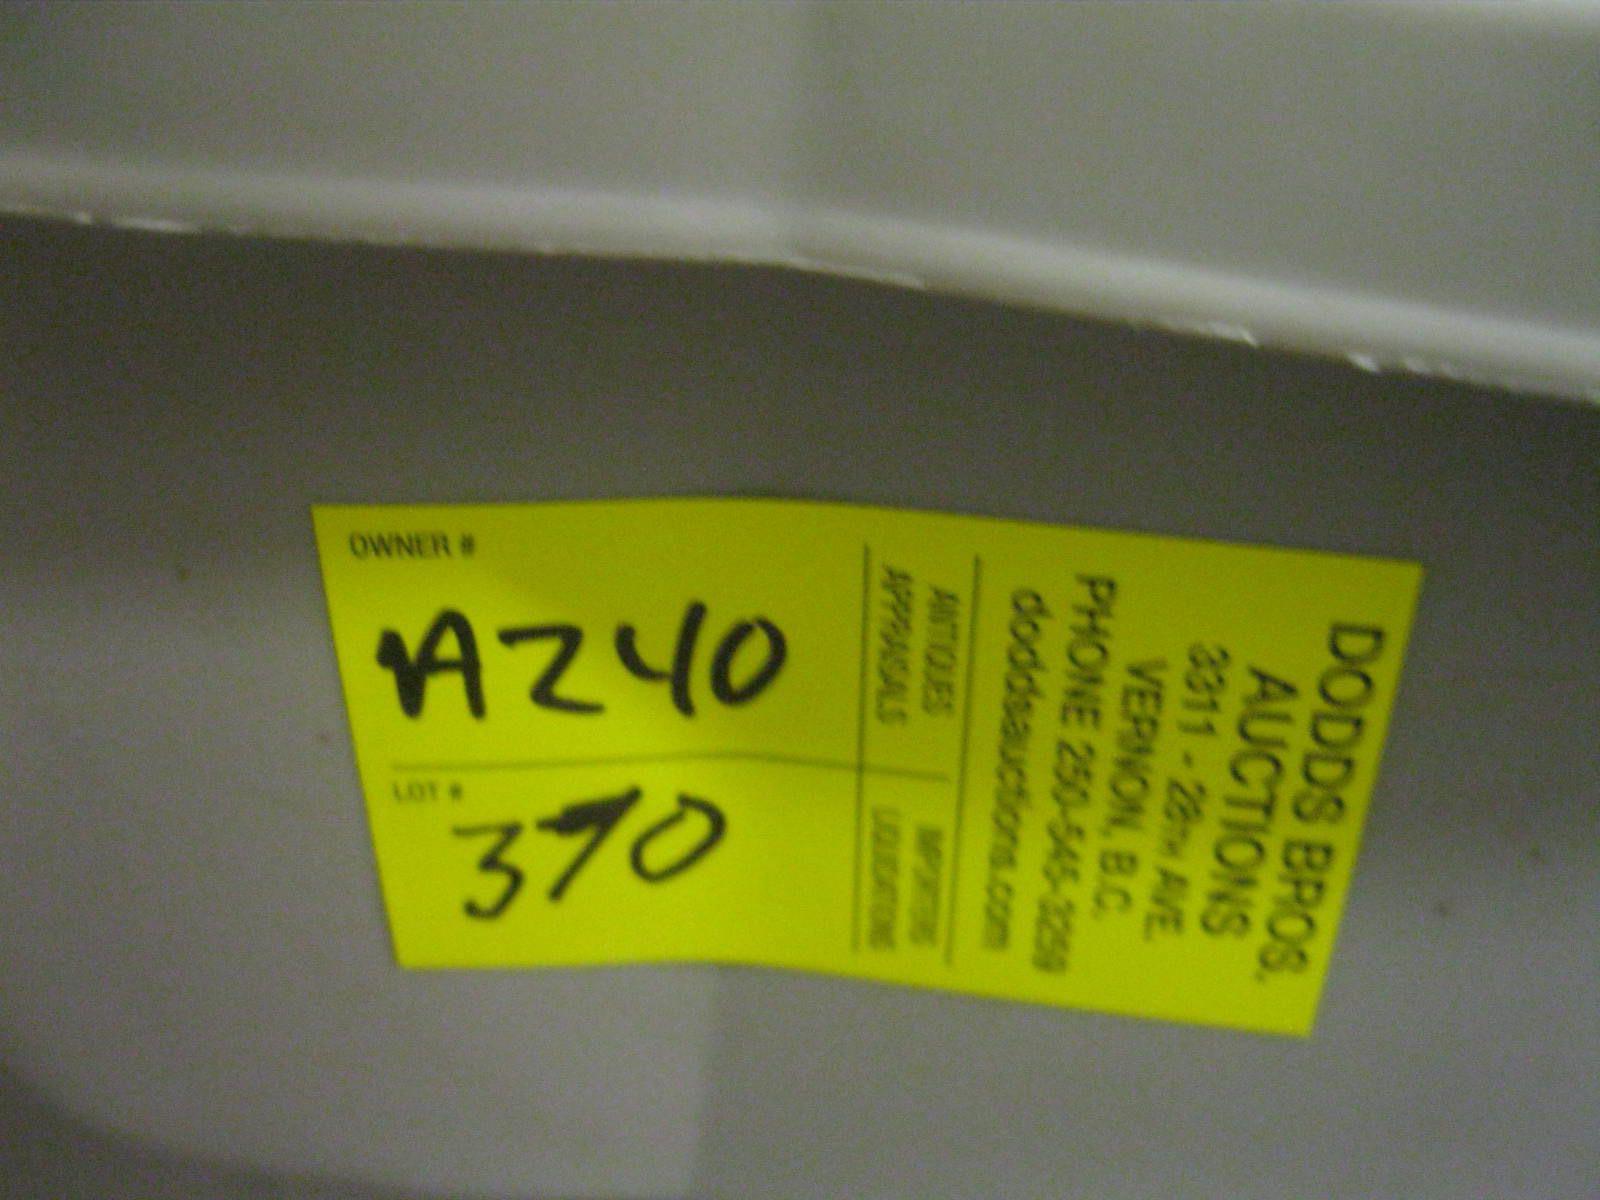 OWNER #
A240
LOT #
370
ANTIQUES
APPRAISALS
IMPORTERS
LIQUIDATIONS
DODDS BROS.
AUCTIONS
3311 - 28TH AVE.
VERNON, B.C.
PHONE 250-545-3259
doddsauctions.com